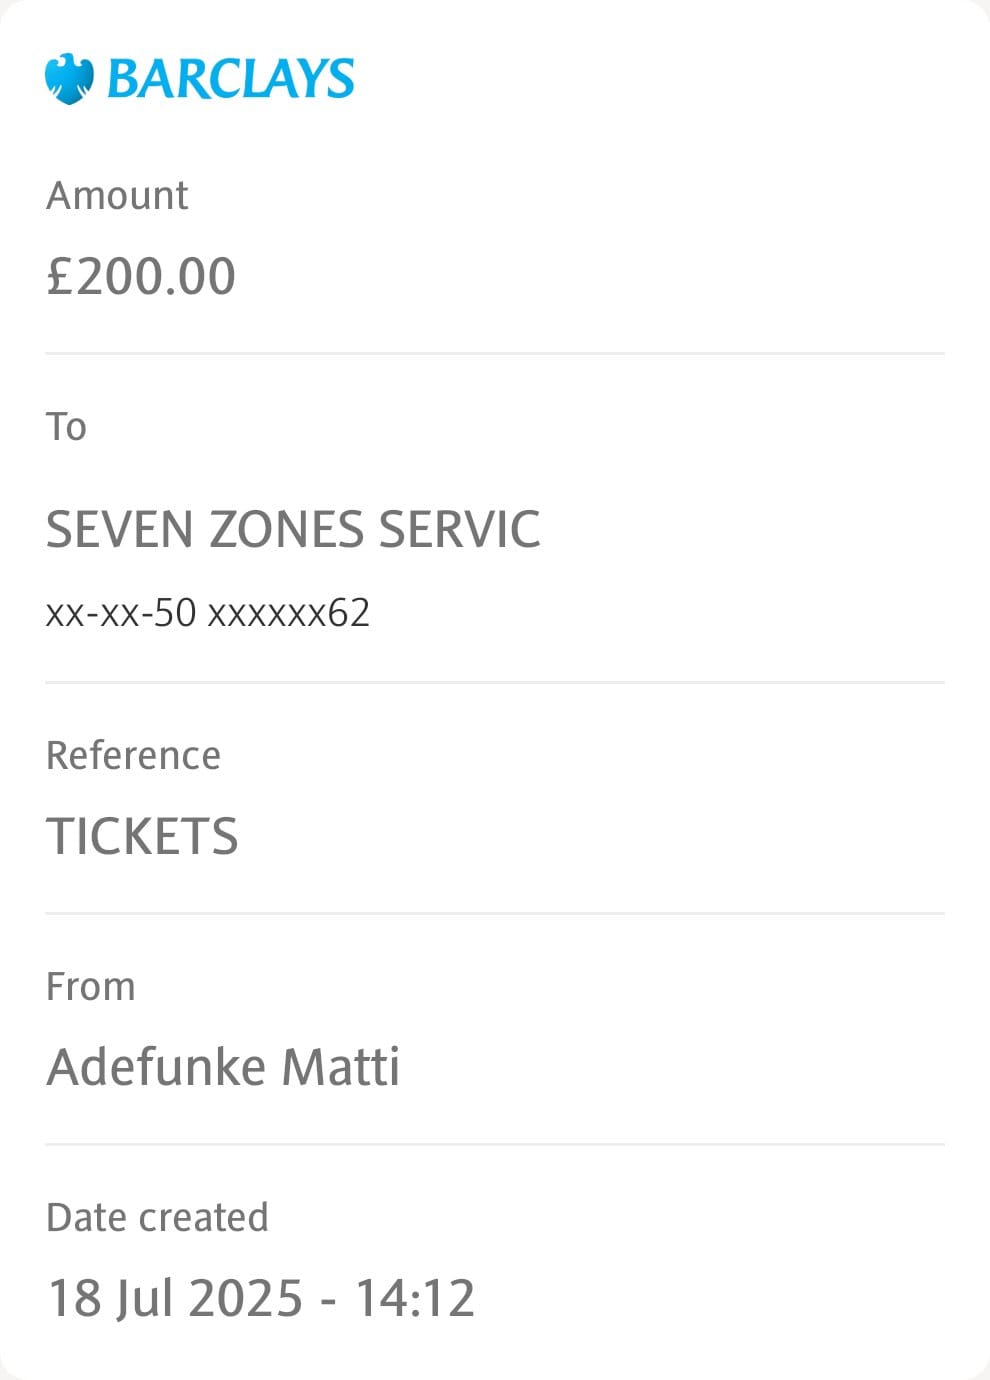 BARCLAYS
Amount
£200.00
To
SEVEN ZONES SERVIC
xx-xx-50 xxxxxx62
Reference
TICKETS
From
Adefunke Matti
Date created
18 Jul 2025 - 14:12